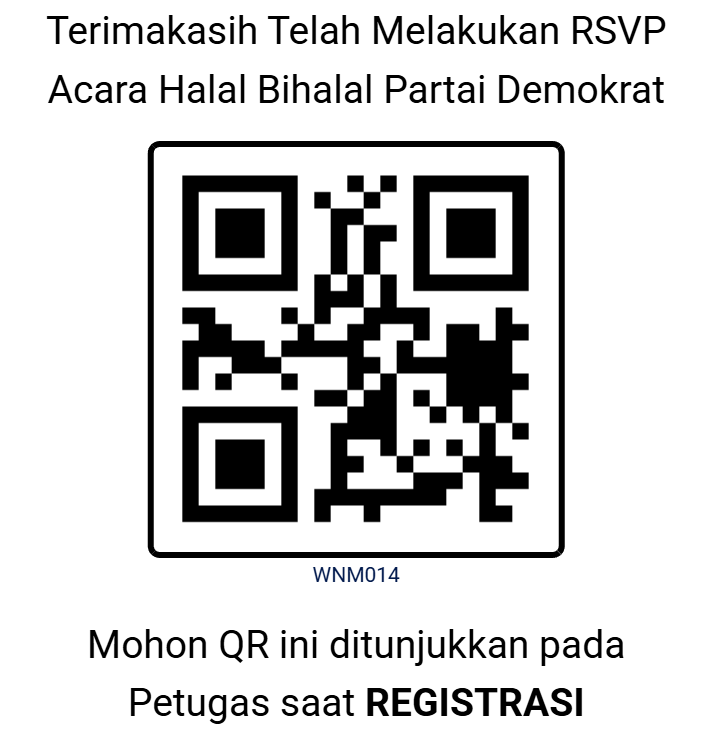 Terimakasih Telah Melakukan RSVP
Acara Halal Bihalal Partai Demokrat
WNM014
Mohon QR ini ditunjukkan pada
Petugas saat REGISTRASI